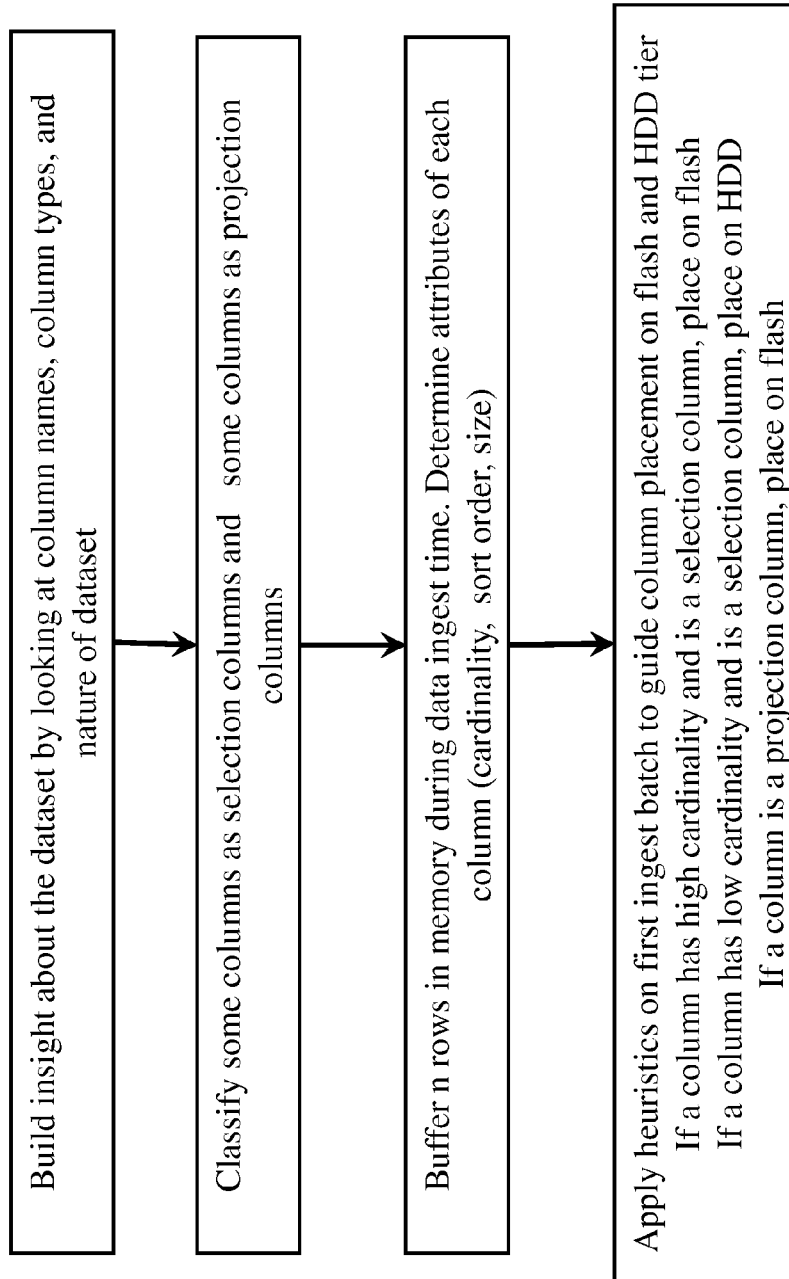 Build insight about the dataset by looking at column names, column types, and
nature of dataset
Classify some columns as selection columns and some columns as projection
columns
Buffer n rows in memory during data ingest time. Determine attributes of each
column (cardinality, sort order, size)
Apply heuristics on first ingest batch to guide column placement on flash and HDD tier
If a column has high cardinality and is a selection column, place on flash
If a column has low cardinality and is a selection column, place on HDD
If a column is a projection column, place on flash